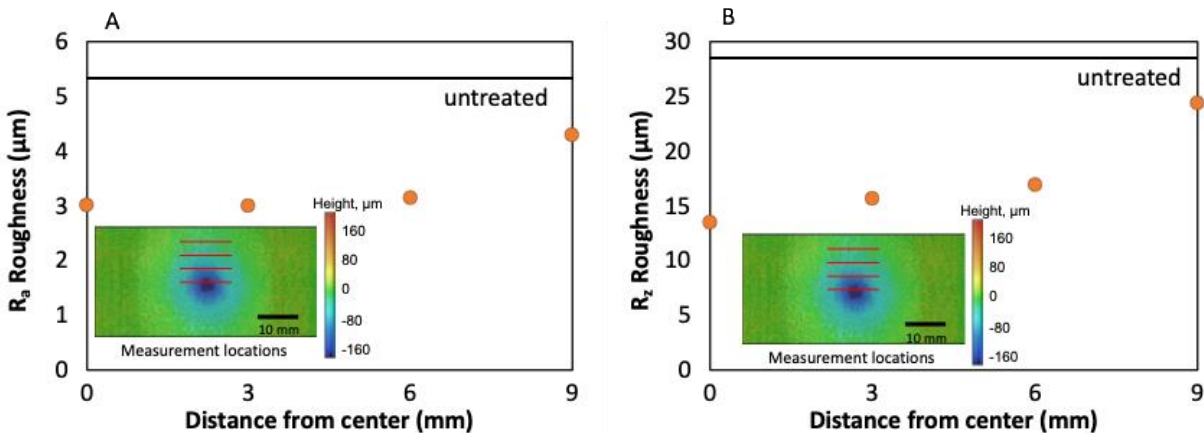 A
6
5
4
3
2
1
0
Ra Roughness (µm)
untreated
Height, µm
160
80
0
-80
-160
10 mm
Measurement locations
0
3
6
9
Distance from center (mm)
B
30
25
20
15
10
5
0
Rz Roughness (µm)
untreated
Height, µm
160
80
0
-80
-160
10 mm
Measurement locations
0
3
6
9
Distance from center (mm)